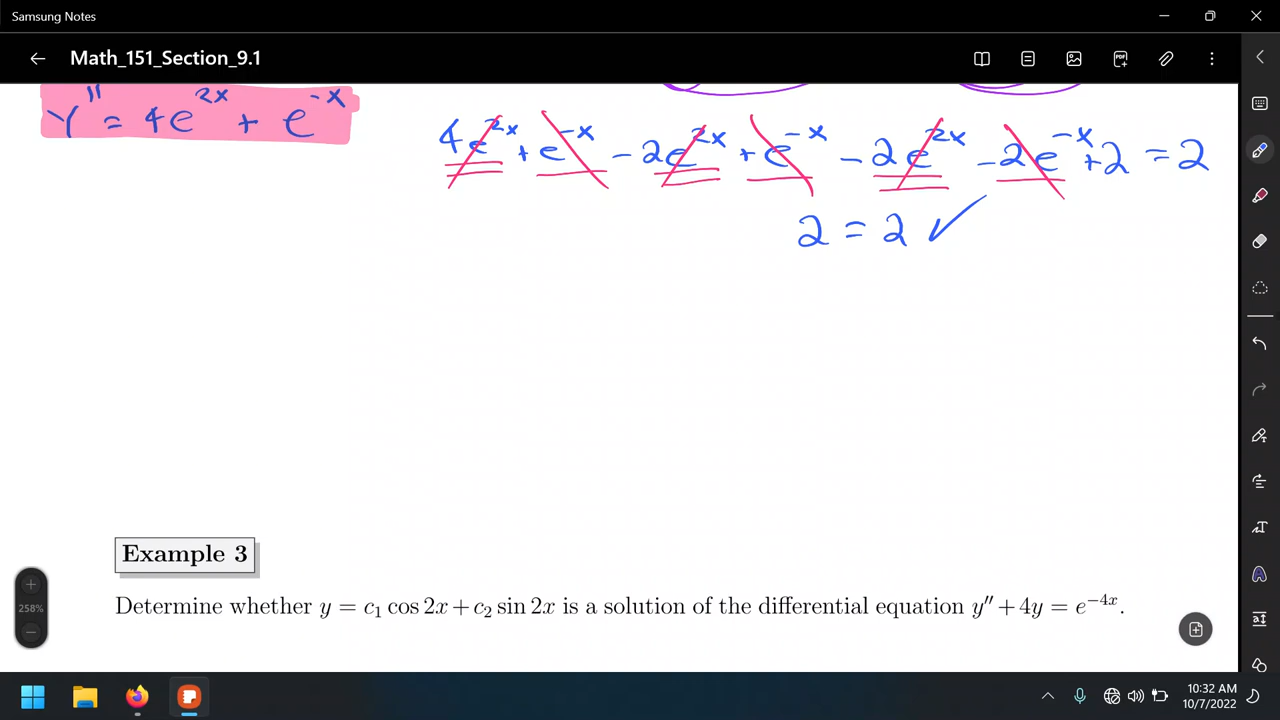 Samsung Notes
Math_151_Section_9.1
y'' = 4e^{2x} + e^{-x}
4e^{2x} + e^{-x} - 2e^{2x} + e^{-x} - 2e^{2x} - 2e^{-x} + 2 = 2
2 = 2 ✓
Example 3
Determine whether y = c₁ cos 2x + c₂ sin 2x is a solution of the differential equation y'' + 4y = e^{-4x}.
258%
10:32 AM
10/7/2022